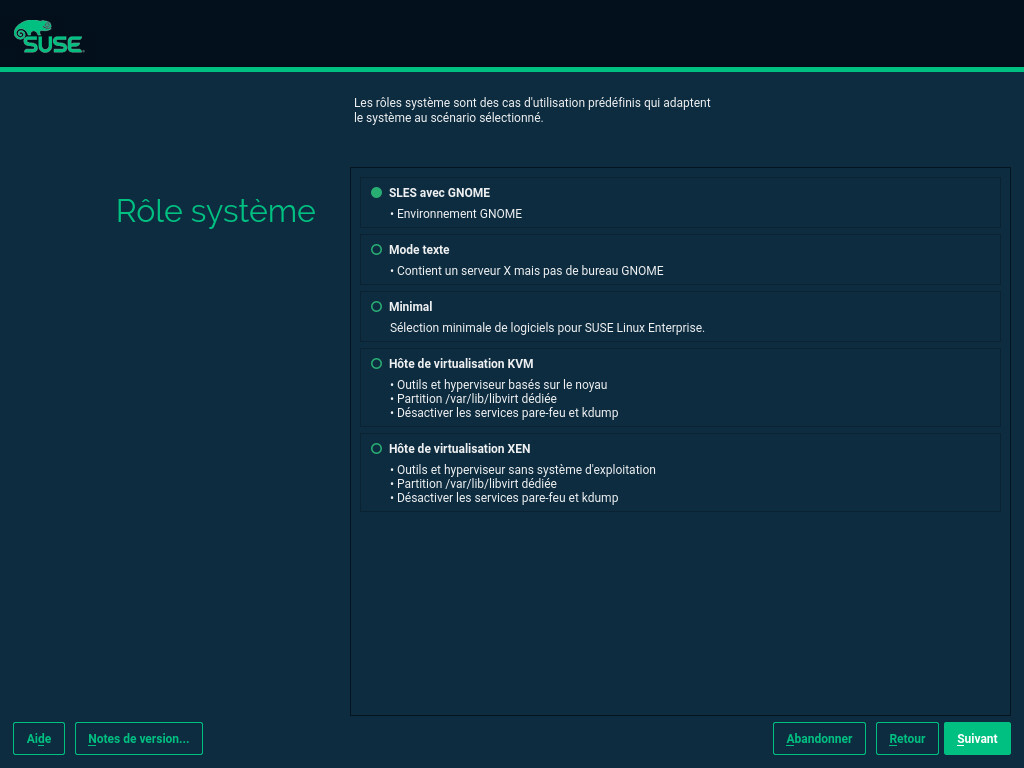 SUSE
Les rôles système sont des cas d'utilisation prédéfinis qui adaptent
le système au scénario sélectionné.
Rôle système
SLES avec GNOME
• Environnement GNOME
Mode texte
• Contient un serveur X mais pas de bureau GNOME
Minimal
Sélection minimale de logiciels pour SUSE Linux Enterprise.
Hôte de virtualisation KVM
• Outils et hyperviseur basés sur le noyau
• Partition /var/lib/libvirt dédiée
• Désactiver les services pare-feu et kdump
Hôte de virtualisation XEN
• Outils et hyperviseur sans système d'exploitation
• Partition /var/lib/libvirt dédiée
• Désactiver les services pare-feu et kdump
Aide
Notes de version...
Abandonner
Retour
Suivant